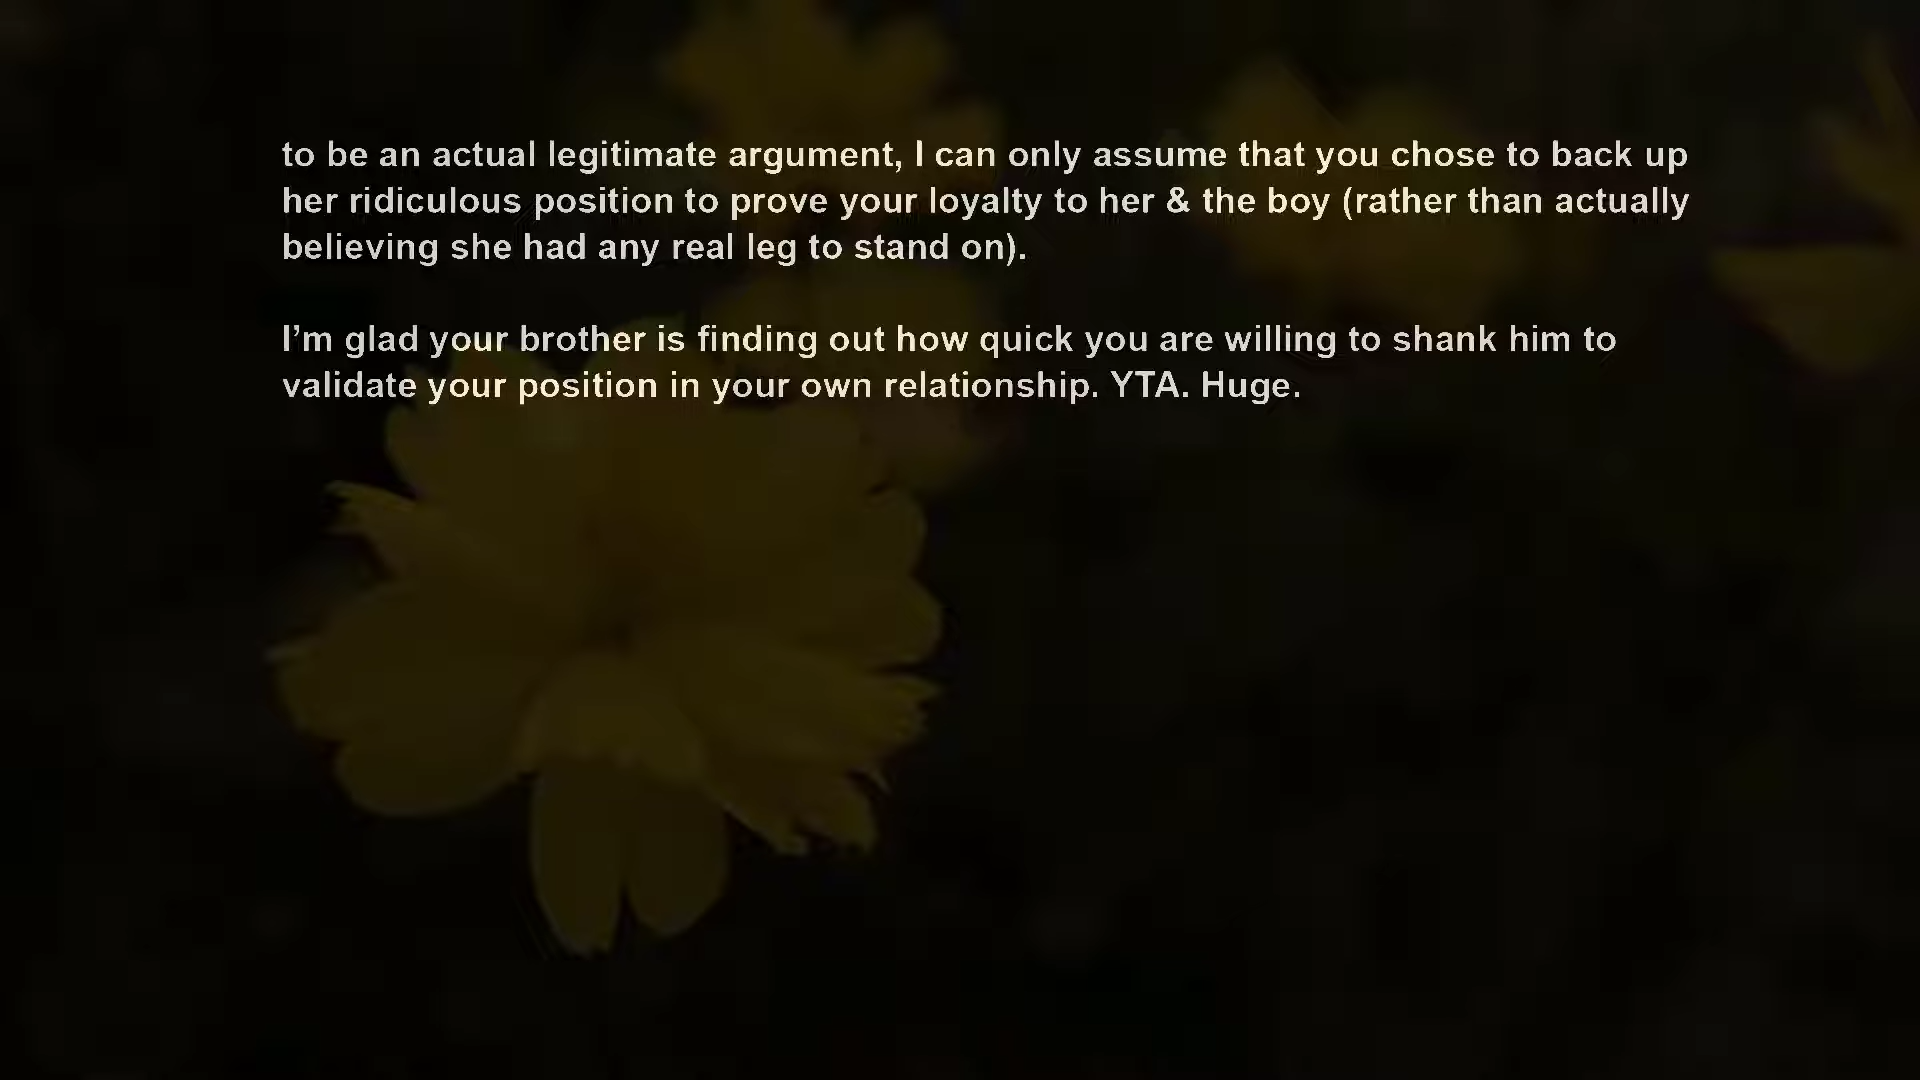 to be an actual legitimate argument, I can only assume that you chose to back up
her ridiculous position to prove your loyalty to her & the boy (rather than actually
believing she had any real leg to stand on).
I’m glad your brother is finding out how quick you are willing to shank him to
validate your position in your own relationship. YTA. Huge.